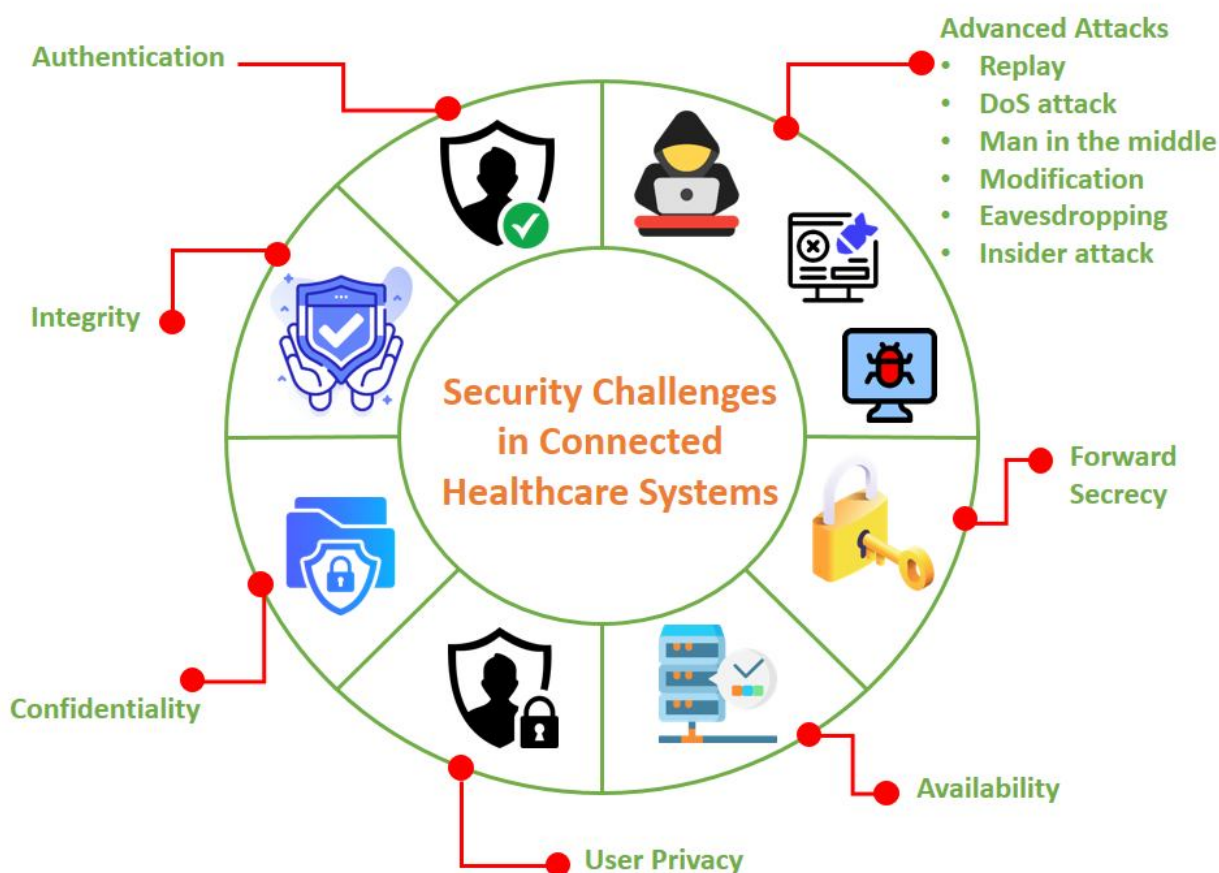 Authentication
Advanced Attacks
• Replay
• DoS attack
• Man in the middle
• Modification
• Eavesdropping
• Insider attack
Integrity
Security Challenges
in Connected
Healthcare Systems
Forward
Secrecy
Confidentiality
Availability
User Privacy